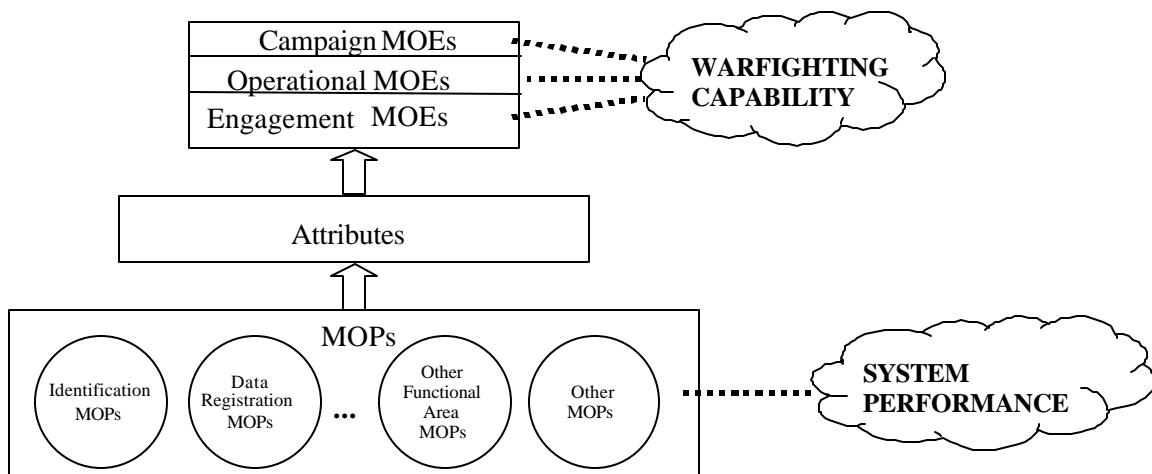 Campaign MOEs
Operational MOEs
Engagement MOEs
WARFIGHTING
CAPABILITY
Attributes
MOPs
Identification
MOPs
Data
Registration
MOPs
...
Other
Functional
Area
MOPs
Other
MOPs
SYSTEM
PERFORMANCE